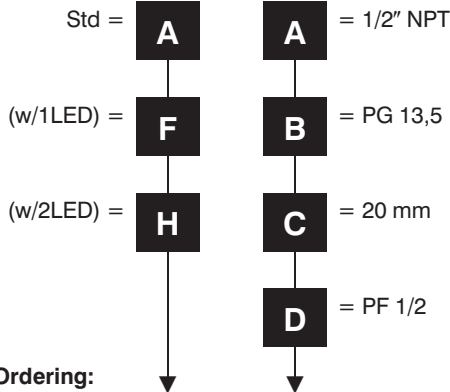 Std = A A = 1/2″ NPT
(w/1LED) = F B = PG 13,5
(w/2LED) = H C = 20 mm
D = PF 1/2
Ordering: